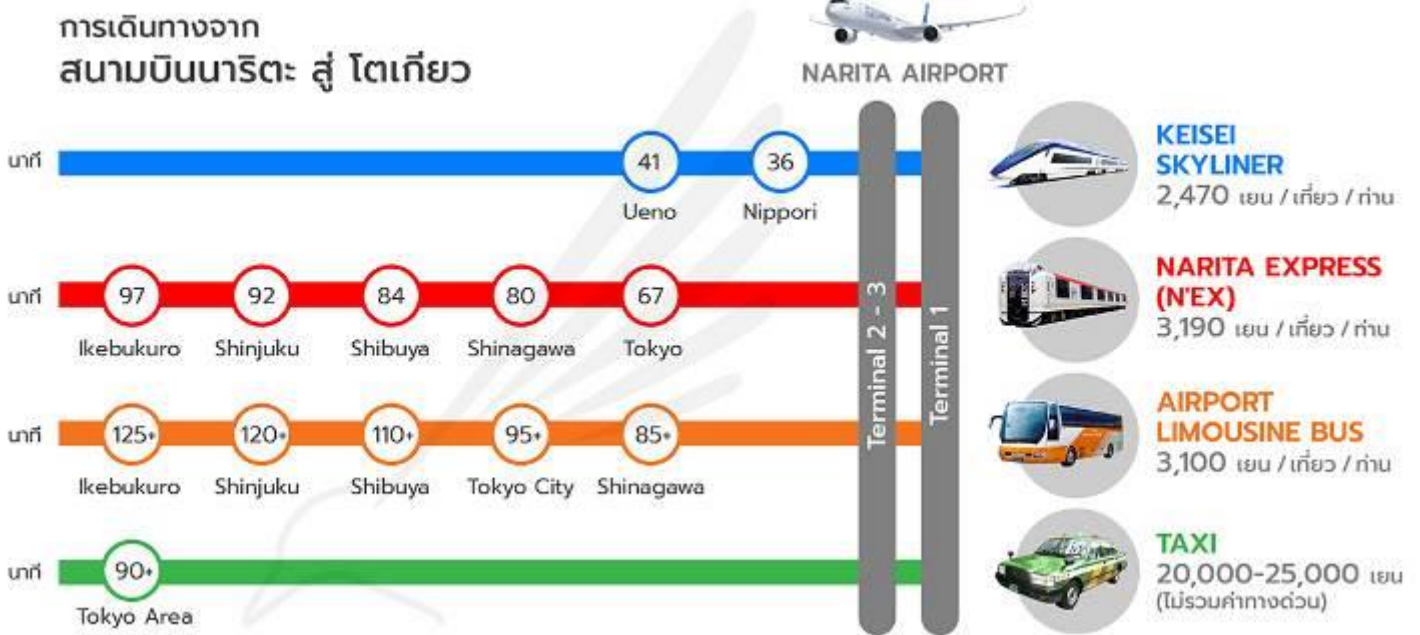 การเดินทางจาก
สนามบินนาริตะ สู่ โตเกียว
NARITA AIRPORT
นาที
41
36
Ueno
Nippori
KEISEI
SKYLINER
2,470 เยน / เที่ยว / ท่าน
นาที
97
92
84
80
67
Ikebukuro
Shinjuku
Shibuya
Shinagawa
Tokyo
NARITA EXPRESS
(N'EX)
3,190 เยน / เที่ยว / ท่าน
Terminal 2 - 3
Terminal 1
นาที
125+
120+
110+
95+
85+
Ikebukuro
Shinjuku
Shibuya
Tokyo City
Shinagawa
AIRPORT
LIMOUSINE BUS
3,100 เยน / เที่ยว / ท่าน
นาที
90+
Tokyo Area
TAXI
20,000-25,000 เยน
(ไม่รวมค่าทางด่วน)